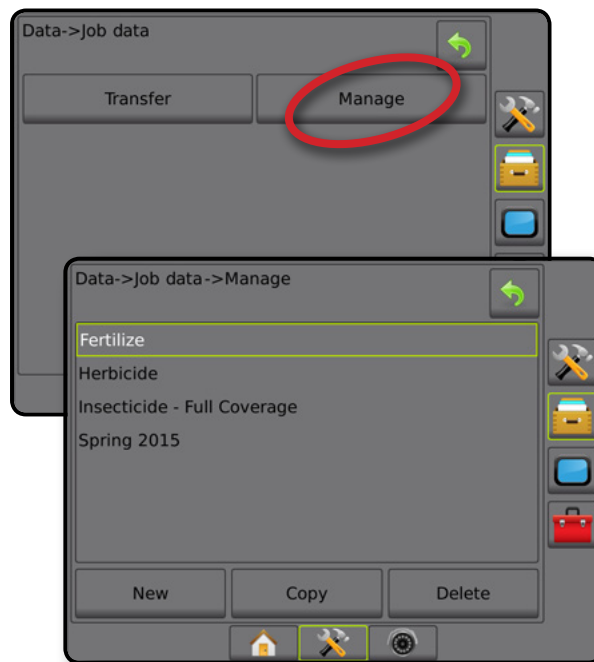 Data->Job data
Transfer Manage
Data->Job data->Manage
Fertilize
Herbicide
Insecticide - Full Coverage
Spring 2015
New Copy Delete